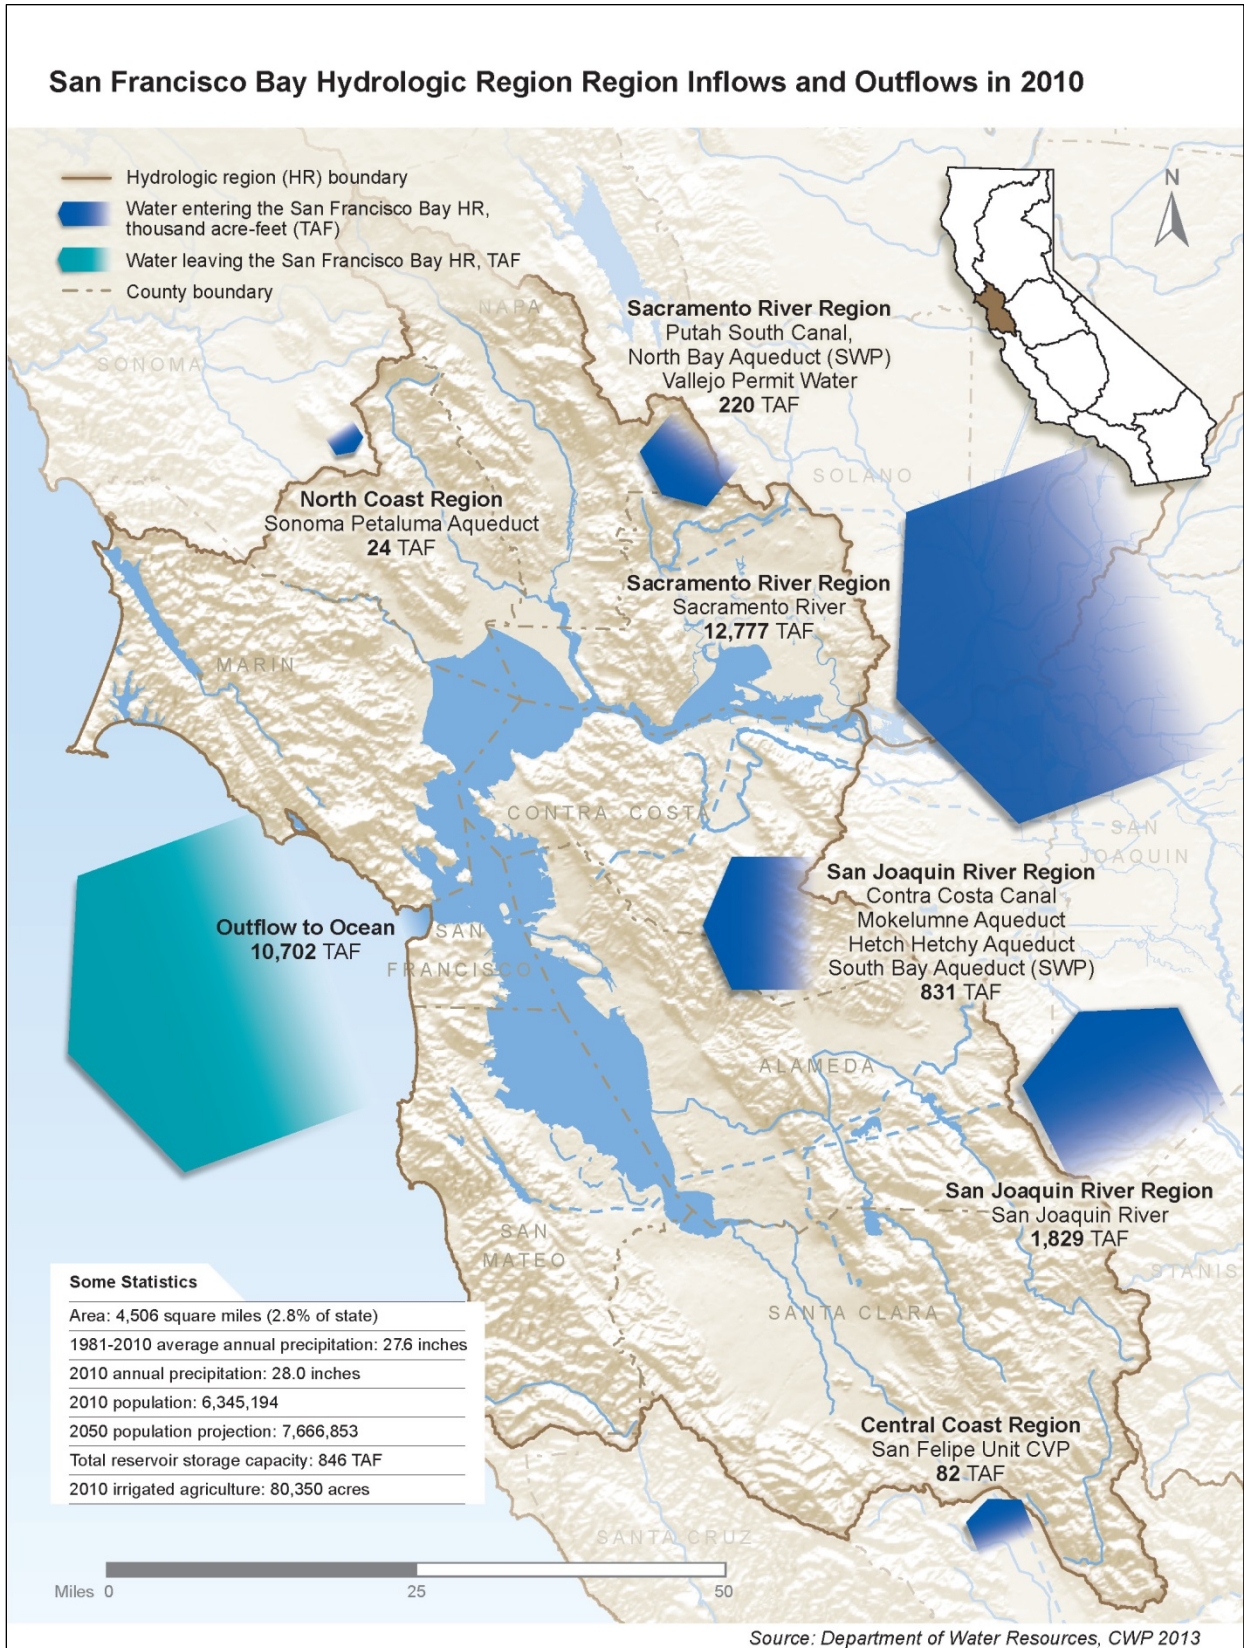 San Francisco Bay Hydrologic Region Region Inflows and Outflows in 2010
Hydrologic region (HR) boundary
Water entering the San Francisco Bay HR,
thousand acre-feet (TAF)
Water leaving the San Francisco Bay HR, TAF
County boundary
N
NAPA
SONOMA
Sacramento River Region
Putah South Canal,
North Bay Aqueduct (SWP)
Vallejo Permit Water
220 TAF
SOLANO
North Coast Region
Sonoma Petaluma Aqueduct
24 TAF
Sacramento River Region
Sacramento River
12,777 TAF
MARIN
CONTRA COSTA
SAN
JOAQUIN
San Joaquin River Region
Contra Costa Canal
Mokelumne Aqueduct
Hetch Hetchy Aqueduct
South Bay Aqueduct (SWP)
831 TAF
Outflow to Ocean
10,702 TAF
SAN
FRANCISCO
ALAMEDA
San Joaquin River Region
San Joaquin River
1,829 TAF
SAN
MATEO
STANIS
SANTA CLARA
Some Statistics
Area: 4,506 square miles (2.8% of state)
1981-2010 average annual precipitation: 27.6 inches
2010 annual precipitation: 28.0 inches
2010 population: 6,345,194
2050 population projection: 7,666,853
Total reservoir storage capacity: 846 TAF
2010 irrigated agriculture: 80,350 acres
Central Coast Region
San Felipe Unit CVP
82 TAF
SANTA CRUZ
Miles 0 25 50
Source: Department of Water Resources, CWP 2013